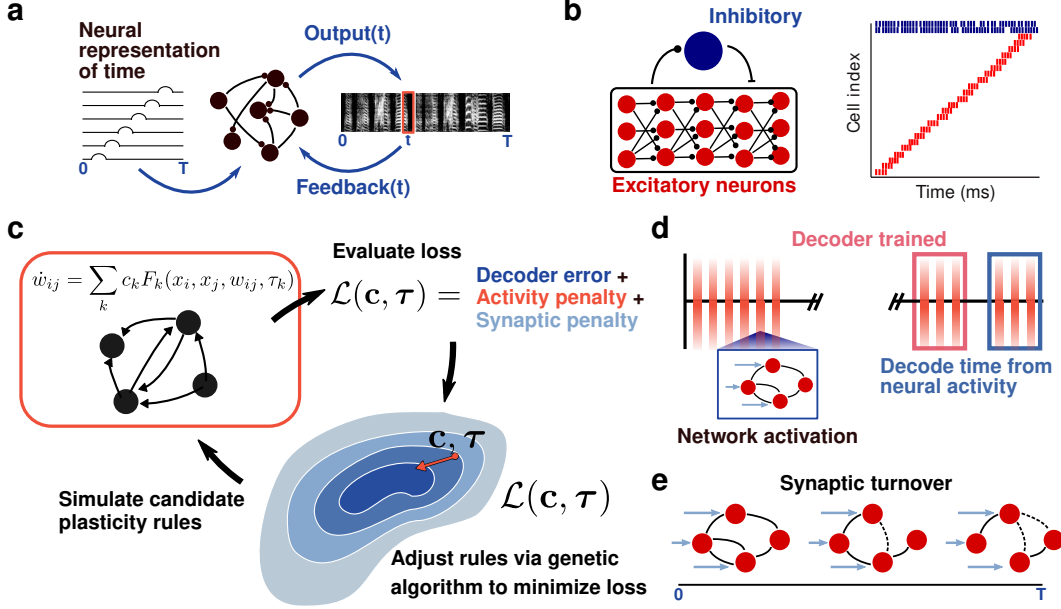 a
Neural
representation
of time
0
T
Output(t)
0
t
T
Feedback(t)
b
Inhibitory
Excitatory neurons
Cell index
Time (ms)
c
ẇ_ij = ∑_k c_k F_k(x_i, x_j, w_ij, τ_k)
Evaluate loss
ℒ(c, τ) =
Decoder error +
Activity penalty +
Synaptic penalty
c, τ
ℒ(c, τ)
Simulate candidate
plasticity rules
Adjust rules via genetic
algorithm to minimize loss
d
Decoder trained
Decode time from
neural activity
Network activation
e
Synaptic turnover
0
T